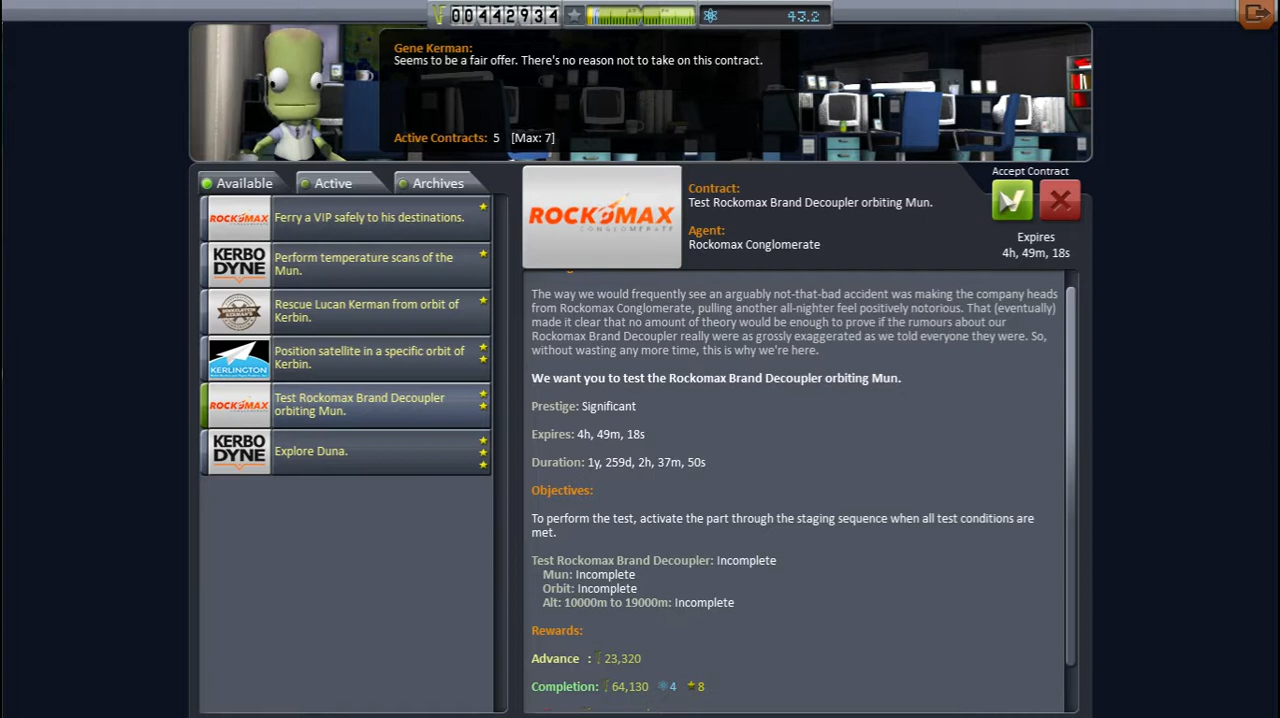 00442934
43.2
Gene Kerman:
Seems to be a fair offer. There's no reason not to take on this contract.
Active Contracts: 5 [Max: 7]
Available
Active
Archives
ROCKOMAX
Ferry a VIP safely to his destinations.
KERBO
DYNE
Perform temperature scans of the
Mun.
Rescue Lucan Kerman from orbit of
Kerbin.
KERLINGTON
Position satellite in a specific orbit of
Kerbin.
ROCKOMAX
Test Rockomax Brand Decoupler
orbiting Mun.
KERBO
DYNE
Explore Duna.
ROCKOMAX
CONGLOMERATE
Contract:
Test Rockomax Brand Decoupler orbiting Mun.
Agent:
Rockomax Conglomerate
Accept Contract
Expires
4h, 49m, 18s
The way we would frequently see an arguably not-that-bad accident was making the company heads
from Rockomax Conglomerate, pulling another all-nighter feel positively notorious. That (eventually)
made it clear that no amount of theory would be enough to prove if the rumours about our
Rockomax Brand Decoupler really were as grossly exaggerated as we told everyone they were. So,
without wasting any more time, this is why we're here.
We want you to test the Rockomax Brand Decoupler orbiting Mun.
Prestige: Significant
Expires: 4h, 49m, 18s
Duration: 1y, 259d, 2h, 37m, 50s
Objectives:
To perform the test, activate the part through the staging sequence when all test conditions are
met.
Test Rockomax Brand Decoupler: Incomplete
Mun: Incomplete
Orbit: Incomplete
Alt: 10000m to 19000m: Incomplete
Rewards:
Advance : 23,320
Completion: 64,130 4 8